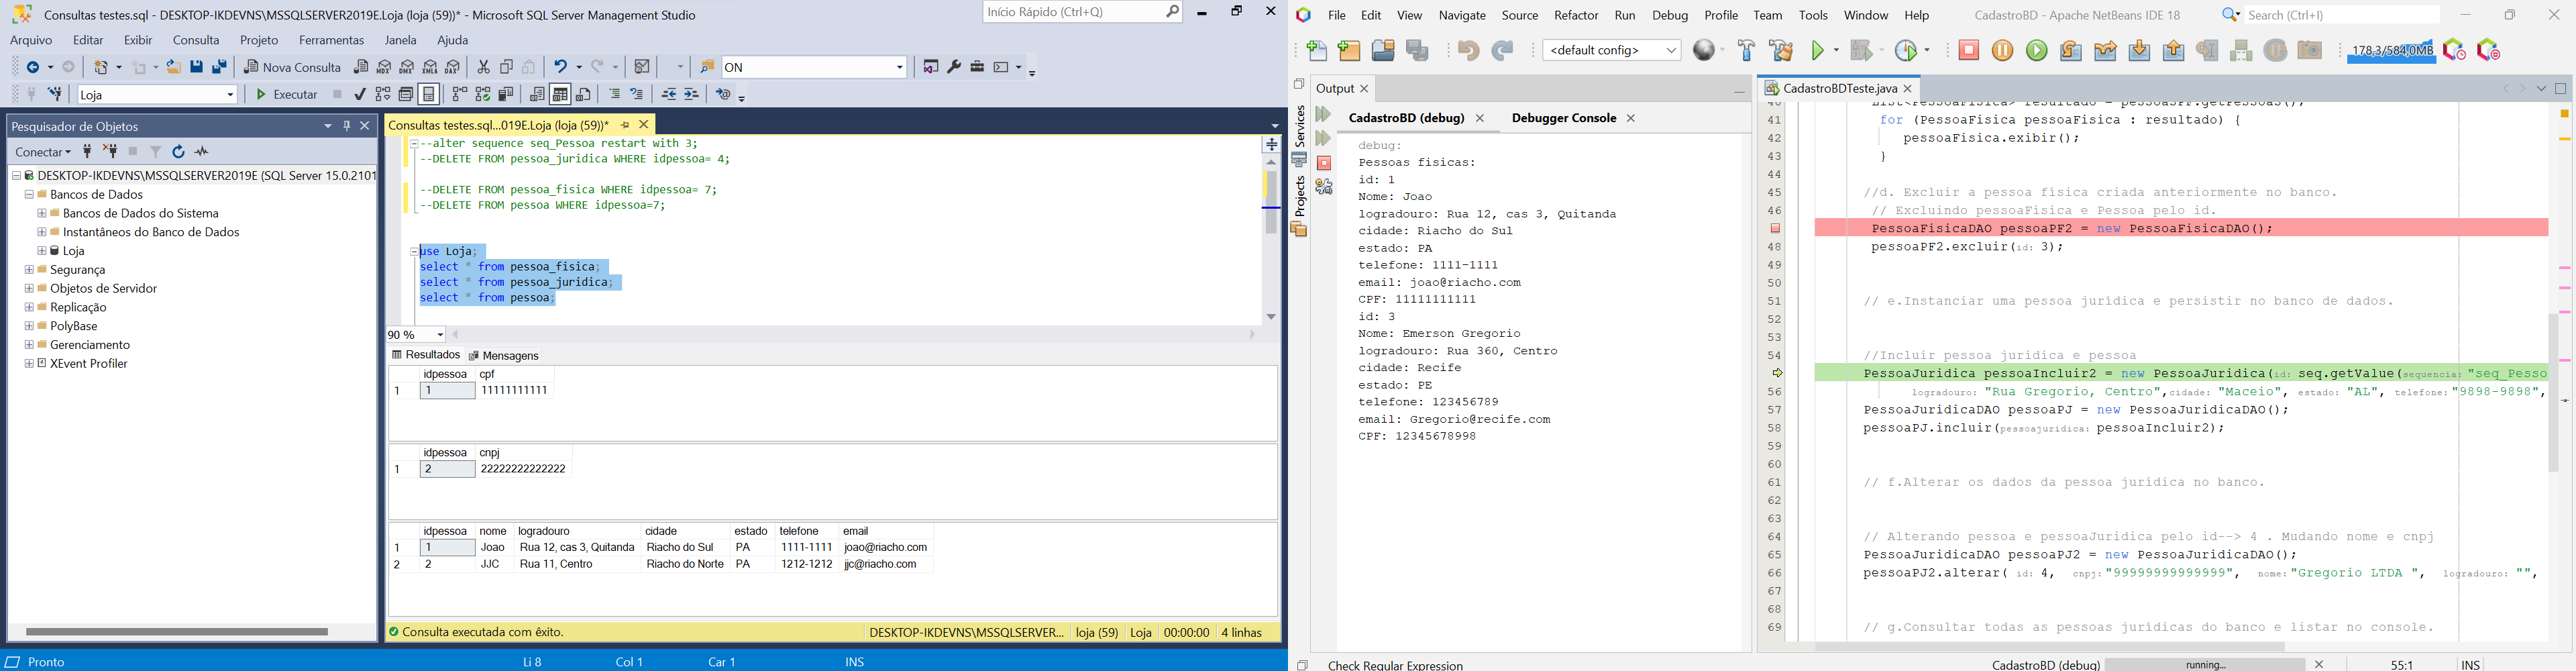 Consultas testes.sql - DESKTOP-IKDEVNS\MSSQLSERVER2019E.Loja (loja (59))* - Microsoft SQL Server Management Studio
Início Rápido (Ctrl+Q)
Arquivo Editar Exibir Consulta Projeto Ferramentas Janela Ajuda
Nova Consulta
MDX DMX XMLA DAX
ON
Loja
Executar
Pesquisador de Objetos
Conectar
DESKTOP-IKDEVNS\MSSQLSERVER2019E (SQL Server 15.0.2101
Bancos de Dados
Bancos de Dados do Sistema
Instantâneos do Banco de Dados
Loja
Segurança
Objetos de Servidor
Replicação
PolyBase
Gerenciamento
XEvent Profiler
Consultas testes.sql...019E.Loja (loja (59))*
--alter sequence seq_Pessoa restart with 3;
--DELETE FROM pessoa_juridica WHERE idpessoa= 4;
--DELETE FROM pessoa_fisica WHERE idpessoa= 7;
--DELETE FROM pessoa WHERE idpessoa=7;
use Loja;
select * from pessoa_fisica;
select * from pessoa_juridica;
select * from pessoa;
90 %
Resultados Mensagens
idpessoa cpf
1 1 11111111111
idpessoa cnpj
1 2 22222222222222
idpessoa nome logradouro cidade estado telefone email
1 1 Joao Rua 12, cas 3, Quitanda Riacho do Sul PA 1111-1111 joao@riacho.com
2 2 JJC Rua 11, Centro Riacho do Norte PA 1212-1212 jjc@riacho.com
Consulta executada com êxito.
DESKTOP-IKDEVNS\MSSQLSERVER... loja (59) Loja 00:00:00 4 linhas
Pronto
Li 8 Col 1 Car 1 INS
File Edit View Navigate Source Refactor Run Debug Profile Team Tools Window Help
CadastroBD - Apache NetBeans IDE 18
Search (Ctrl+I)
<default config>
178,3/584,0MB
Services
Projects
Output
CadastroBD (debug) Debugger Console
debug:
Pessoas fisicas:
id: 1
Nome: Joao
logradouro: Rua 12, cas 3, Quitanda
cidade: Riacho do Sul
estado: PA
telefone: 1111-1111
email: joao@riacho.com
CPF: 11111111111
id: 3
Nome: Emerson Gregorio
logradouro: Rua 360, Centro
cidade: Recife
estado: PE
telefone: 123456789
email: Gregorio@recife.com
CPF: 12345678998
Check Regular Expression
CadastroBDTeste.java
40 List<PessoaFisica> resultado = pessoasPF.getPessoas();
41 for (PessoaFisica pessoaFisica : resultado) {
42 pessoaFisica.exibir();
43 }
44
45 //d. Excluir a pessoa física criada anteriormente no banco.
46 // Excluindo pessoaFisica e Pessoa pelo id.
PessoaFisicaDAO pessoaPF2 = new PessoaFisicaDAO();
48 pessoaPF2.excluir(id: 3);
49
50
51 // e.Instanciar uma pessoa jurídica e persistir no banco de dados.
52
53
54 //Incluir pessoa juridica e pessoa
PessoaJuridica pessoaIncluir2 = new PessoaJuridica(id: seq.getValue(sequencia: "seq_Pesso
56 logradouro: "Rua Gregorio, Centro",cidade: "Maceio", estado: "AL", telefone:"9898-9898",
57 PessoaJuridicaDAO pessoaPJ = new PessoaJuridicaDAO();
58 pessoaPJ.incluir(pessoajuridica: pessoaIncluir2);
59
60
61 // f.Alterar os dados da pessoa jurídica no banco.
62
63
64 // Alterando pessoa e pessoaJuridica pelo id--> 4 . Mudando nome e cnpj
65 PessoaJuridicaDAO pessoaPJ2 = new PessoaJuridicaDAO();
66 pessoaPJ2.alterar( id: 4, cnpj:"99999999999999", nome:"Gregorio LTDA ", logradouro: "",
67
68
69 // g.Consultar todas as pessoas jurídicas do banco e listar no console.
CadastroBD (debug) running... 55:1 INS